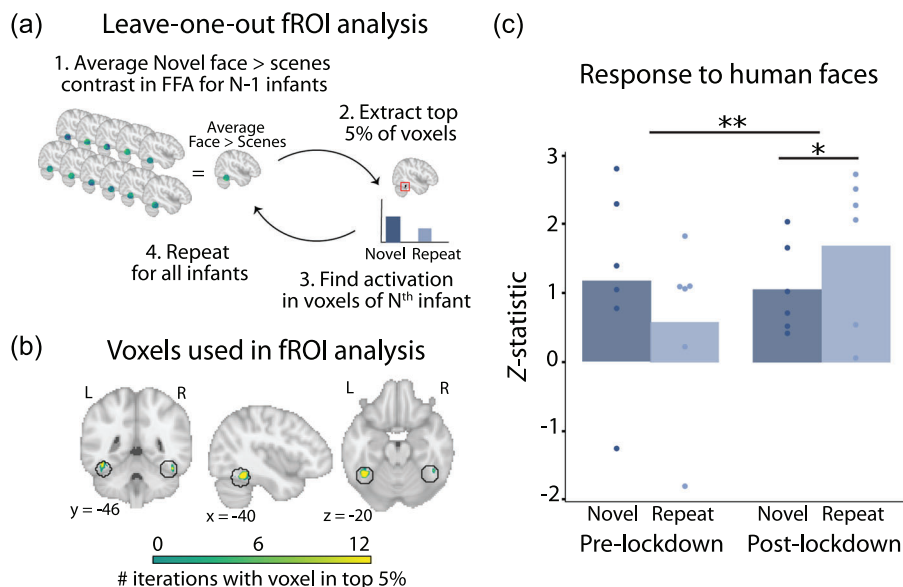 (a) Leave-one-out fROI analysis
1. Average Novel face > scenes
contrast in FFA for N-1 infants
=
Average
Face > Scenes
2. Extract top
5% of voxels
Novel Repeat
3. Find activation
in voxels of Nth infant
4. Repeat
for all infants
(b) Voxels used in fROI analysis
L R
L R
y = -46
x = -40
z = -20
0 6 12
# iterations with voxel in top 5%
(c)
Response to human faces
**
*
Z-statistic
3
2
1
0
-1
-2
Novel Repeat Novel Repeat
Pre-lockdown Post-lockdown